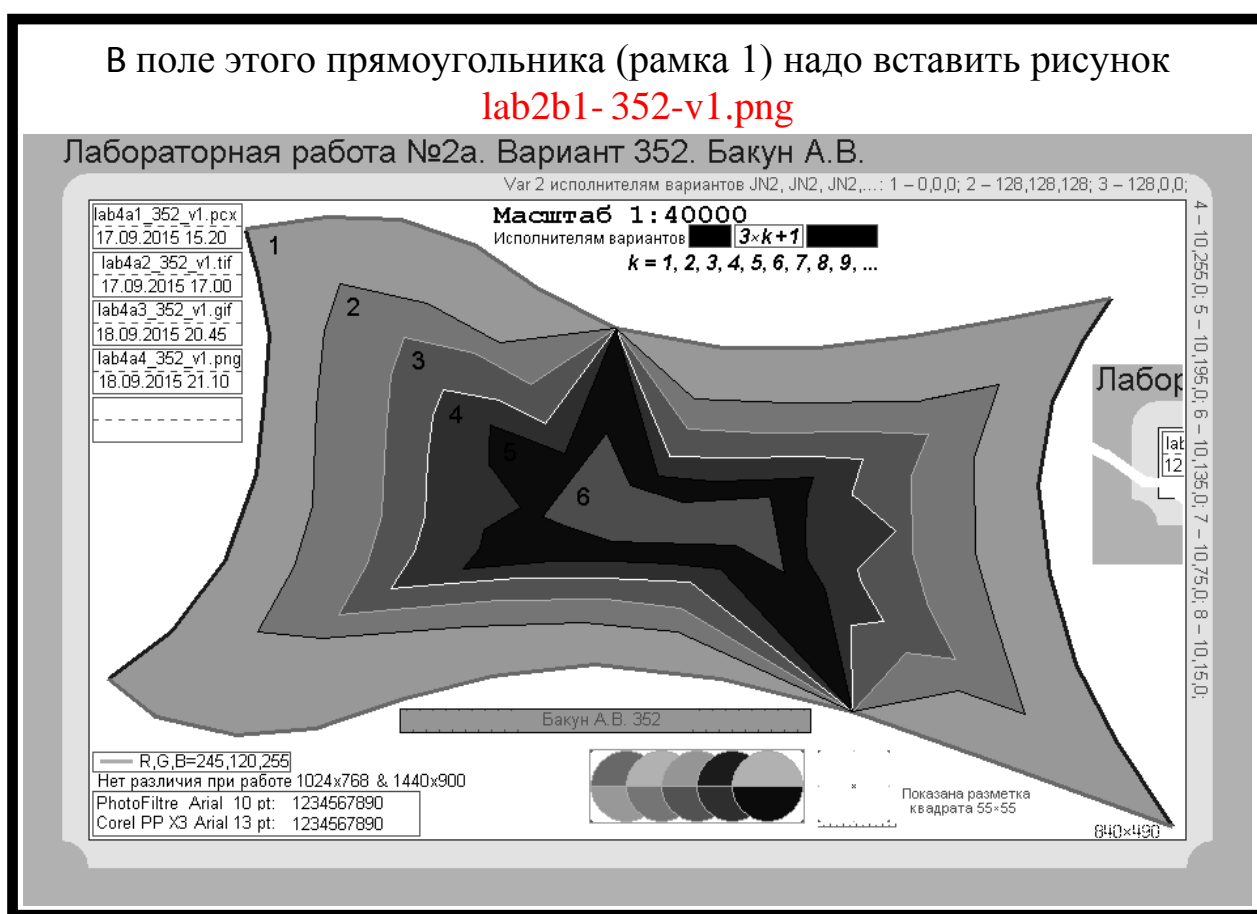 В поле этого прямоугольника (рамка 1) надо вставить рисунок
lab2b1- 352-v1.png
Лабораторная работа №2а. Вариант 352. Бакун А.В.
Var 2 исполнителям вариантов JN2, JN2, JN2,...: 1 – 0,0,0; 2 – 128,128,128; 3 – 128,0,0;
4 – 10,255,0; 5 – 10,195,0; 6 – 10,135,0; 7 – 10,75,0; 8 – 10,15,0;
lab4a1_352_v1.pcx
17.09.2015 15.20
lab4a2_352_v1.tif
17.09.2015 17.00
lab4a3_352_v1.gif
18.09.2015 20.45
lab4a4_352_v1.png
18.09.2015 21.10
Масштаб 1:40000
Исполнителям вариантов 3×k+1
k = 1, 2, 3, 4, 5, 6, 7, 8, 9, ...
1
2
3
4
5
6
Лабор
lab
12
Бакун А.В. 352
R,G,B=245,120,255
Нет различия при работе 1024x768 & 1440x900
PhotoFiltre Arial 10 pt: 1234567890
Corel PP X3 Arial 13 pt: 1234567890
Показана разметка
квадрата 55×55
840×490